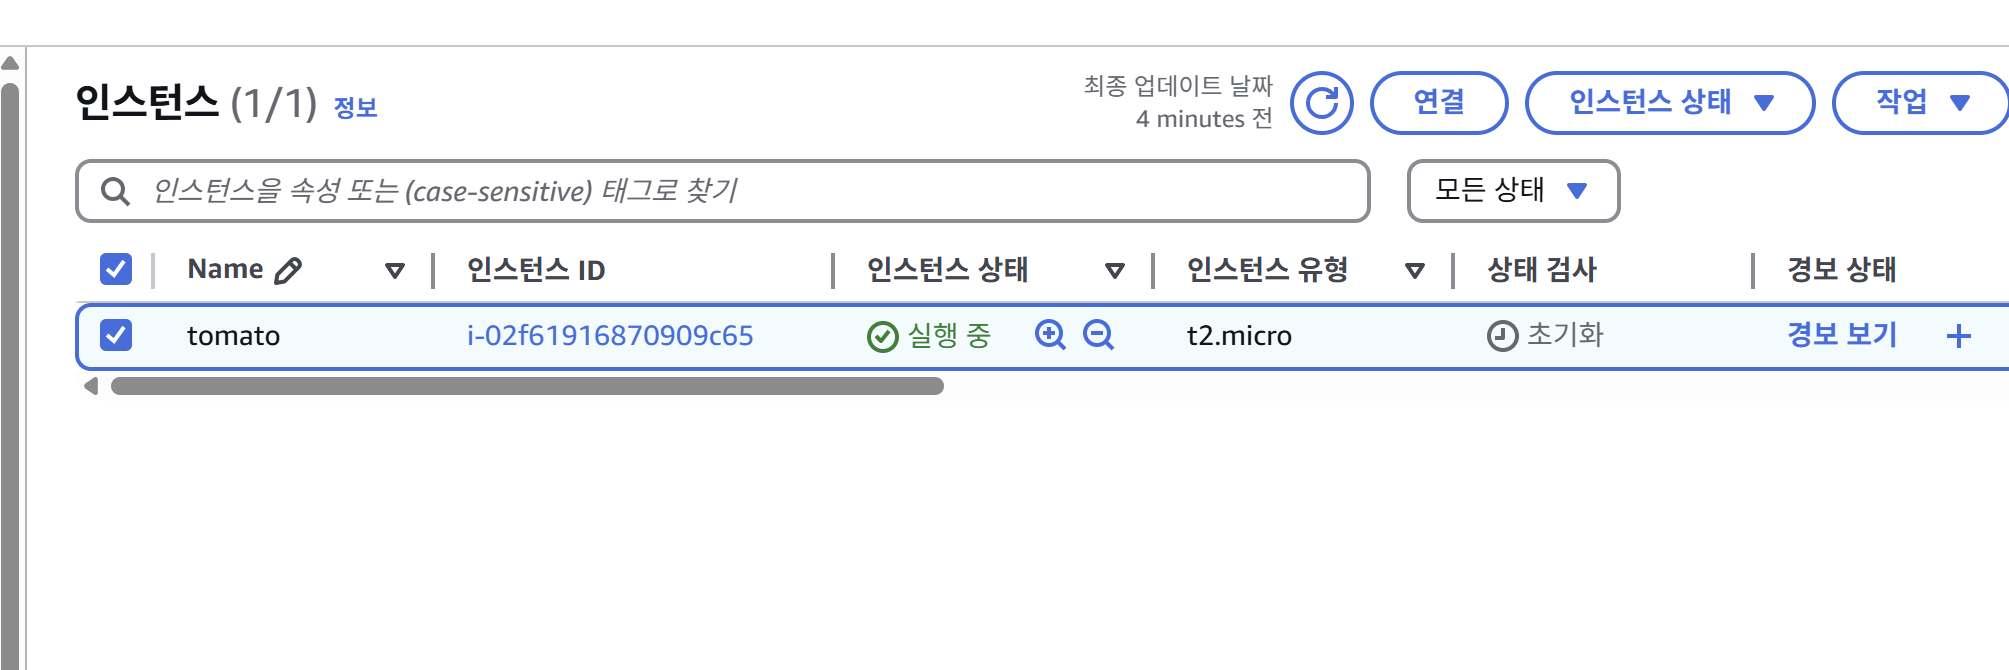 인스턴스 (1/1) 정보
최종 업데이트 날짜
4 minutes 전
연결
인스턴스 상태
작업
인스턴스을 속성 또는 (case-sensitive) 태그로 찾기
모든 상태
Name 인스턴스 ID 인스턴스 상태 인스턴스 유형 상태 검사 경보 상태
tomato i-02f61916870909c65 실행 중 t2.micro 초기화 경보 보기 +